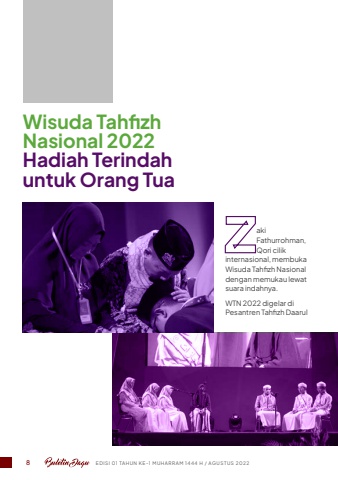 Wisuda Tahfizh
Nasional 2022
Hadiah Terindah
untuk Orang Tua
Zaki
Fathurrohman,
Qori cilik
internasional, membuka
Wisuda Tahfizh Nasional
dengan memukau lewat
suara indahnya.
WTN 2022 digelar di
Pesantren Tahfizh Daarul
8 Buletin Daqu EDISI 01 TAHUN KE-1 MUHARRAM 1444 H / AGUSTUS 2022